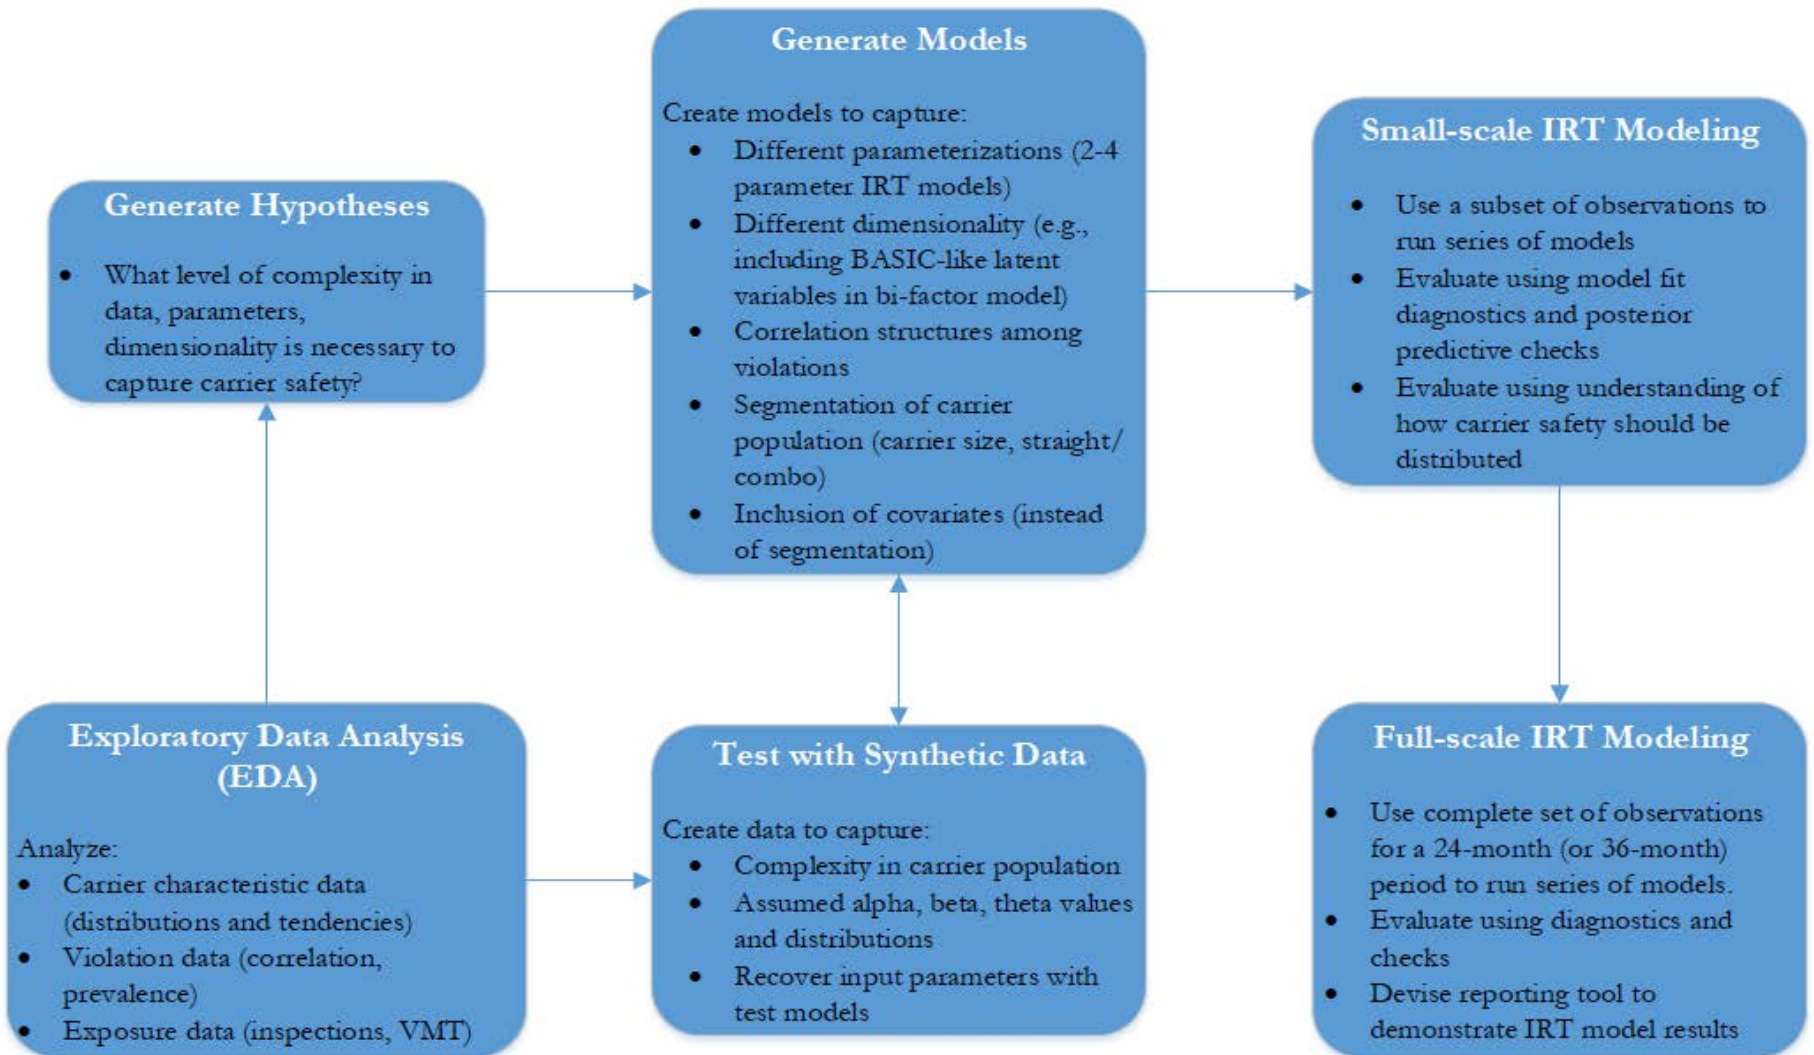 Generate Models
Create models to capture:
• Different parameterizations (2-4
parameter IRT models)
• Different dimensionality (e.g.,
including BASIC-like latent
variables in bi-factor model)
• Correlation structures among
violations
• Segmentation of carrier
population (carrier size, straight/
combo)
• Inclusion of covariates (instead
of segmentation)
Small-scale IRT Modeling
• Use a subset of observations to
run series of models
• Evaluate using model fit
diagnostics and posterior
predictive checks
• Evaluate using understanding of
how carrier safety should be
distributed
Generate Hypotheses
• What level of complexity in
data, parameters,
dimensionality is necessary to
capture carrier safety?
Exploratory Data Analysis
(EDA)
Analyze:
• Carrier characteristic data
(distributions and tendencies)
• Violation data (correlation,
prevalence)
• Exposure data (inspections, VMT)
Test with Synthetic Data
Create data to capture:
• Complexity in carrier population
• Assumed alpha, beta, theta values
and distributions
• Recover input parameters with
test models
Full-scale IRT Modeling
• Use complete set of observations
for a 24-month (or 36-month)
period to run series of models.
• Evaluate using diagnostics and
checks
• Devise reporting tool to
demonstrate IRT model results